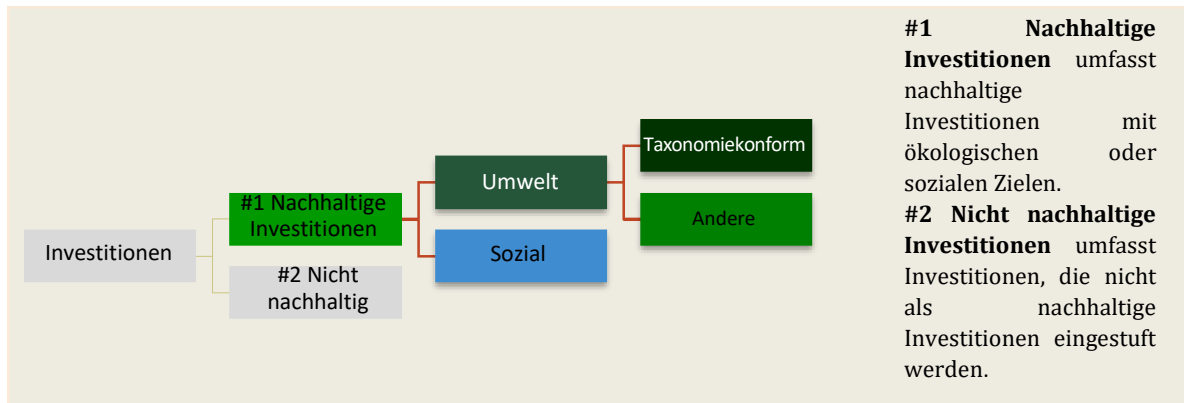 Investitionen
#1 Nachhaltige
Investitionen
#2 Nicht
nachhaltig
Umwelt
Sozial
Taxonomiekonform
Andere
#1 Nachhaltige
Investitionen umfasst
nachhaltige
Investitionen mit
ökologischen oder
sozialen Zielen.
#2 Nicht nachhaltige
Investitionen umfasst
Investitionen, die nicht
als nachhaltige
Investitionen eingestuft
werden.